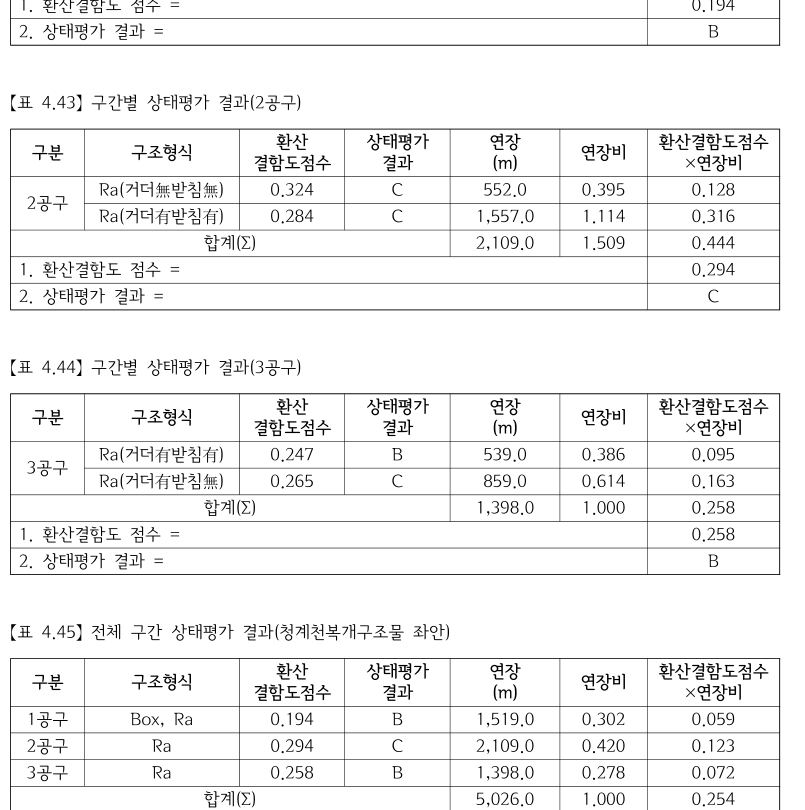 1. 환산결함도 점수 = 0.194
2. 상태평가 결과 = B
【표 4.43】 구간별 상태평가 결과(2공구)
구분 구조형식 환산 결함도점수 상태평가 결과 연장 (m) 연장비 환산결함도점수 ×연장비
2공구 Ra(거더無받침無) 0.324 C 552.0 0.395 0.128
Ra(거더有받침有) 0.284 C 1,557.0 1.114 0.316
합계(Σ) 2,109.0 1.509 0.444
1. 환산결함도 점수 = 0.294
2. 상태평가 결과 = C
【표 4.44】 구간별 상태평가 결과(3공구)
구분 구조형식 환산 결함도점수 상태평가 결과 연장 (m) 연장비 환산결함도점수 ×연장비
3공구 Ra(거더有받침有) 0.247 B 539.0 0.386 0.095
Ra(거더有받침無) 0.265 C 859.0 0.614 0.163
합계(Σ) 1,398.0 1.000 0.258
1. 환산결함도 점수 = 0.258
2. 상태평가 결과 = B
【표 4.45】 전체 구간 상태평가 결과(청계천복개구조물 좌안)
구분 구조형식 환산 결함도점수 상태평가 결과 연장 (m) 연장비 환산결함도점수 ×연장비
1공구 Box, Ra 0.194 B 1,519.0 0.302 0.059
2공구 Ra 0.294 C 2,109.0 0.420 0.123
3공구 Ra 0.258 B 1,398.0 0.278 0.072
합계(Σ) 5,026.0 1.000 0.254